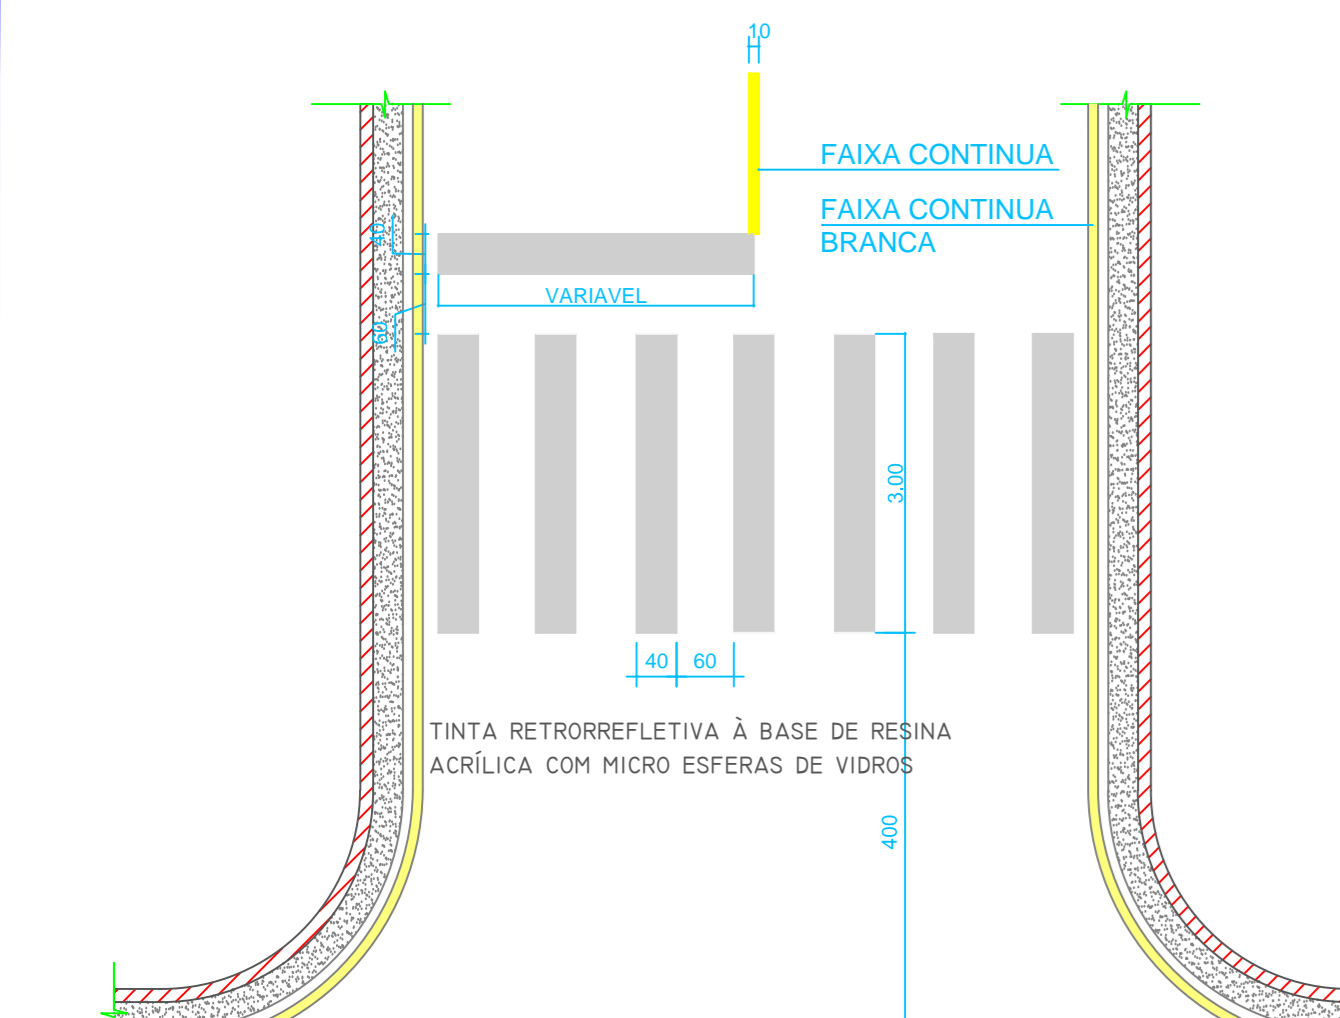 10
FAIXA CONTINUA
FAIXA CONTINUA
BRANCA
40
VARIAVEL
60
3.00
40 60
TINTA RETRORREFLETIVA À BASE DE RESINA
ACRÍLICA COM MICRO ESFERAS DE VIDROS
400